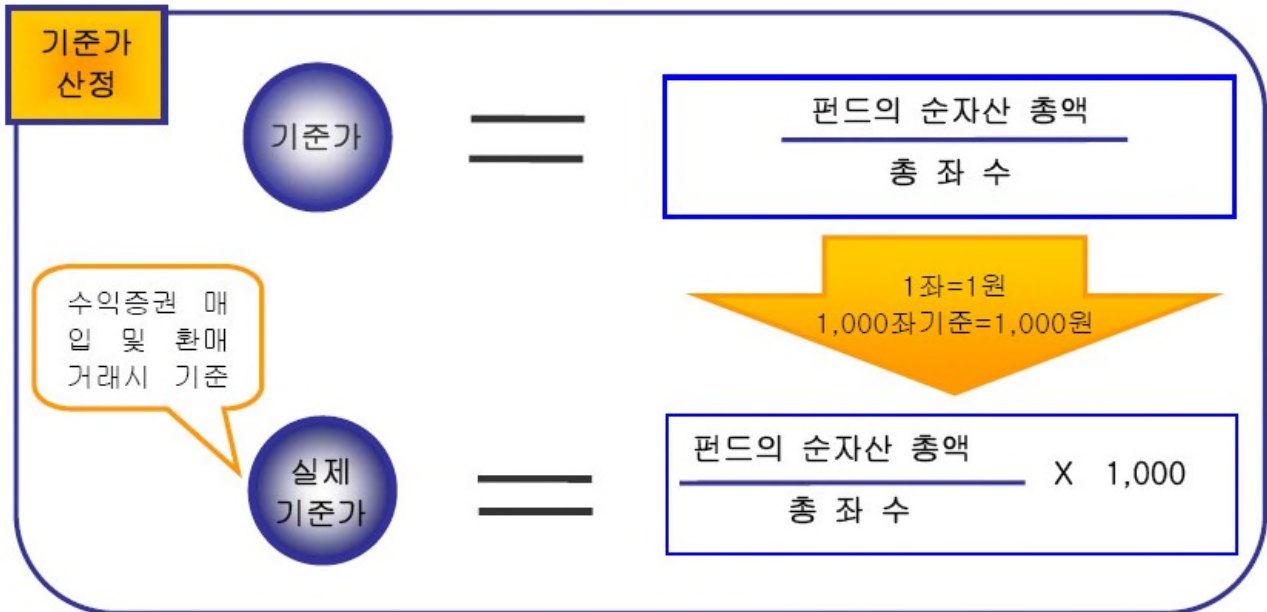 기준가
산정
기준가
펀드의 순자산 총액
총 좌 수
1좌=1원
1,000좌기준=1,000원
수익증권 매
입 및 환매
거래시 기준
실제
기준가
펀드의 순자산 총액
총 좌 수
X 1,000